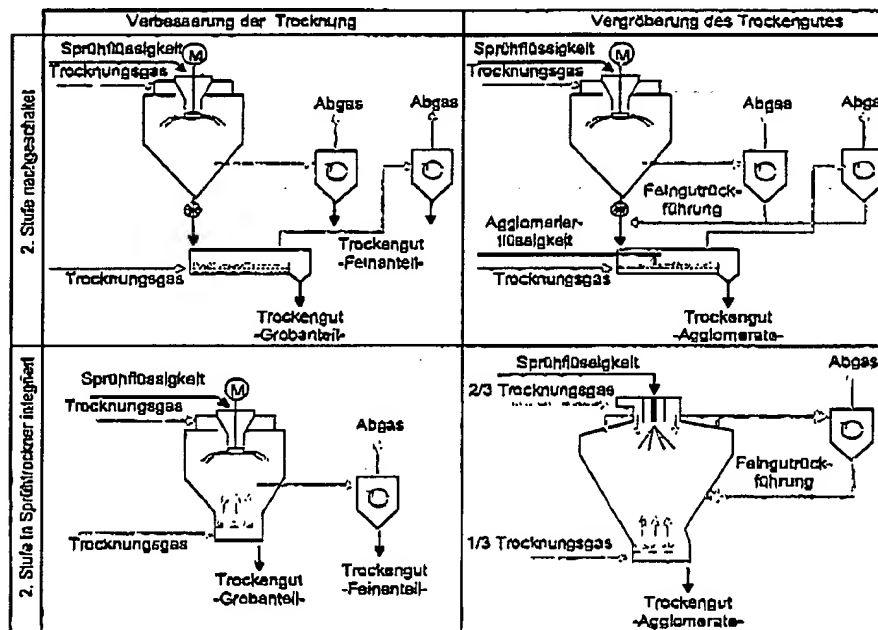 Verbesserung der Trocknung
Vergröberung des Trockengutes
2. Stufe nachgeschaltet
Sprühflüssigkeit
Trocknungsgas
M
Abgas
Abgas
Trocknungsgas
Trockengut
-Feinanteil-
Trockengut
-Grobanteil-
Sprühflüssigkeit
Trocknungsgas
M
Abgas
Abgas
Feingutrück-
führung
Agglomerier-
flüssigkeit
Trocknungsgas
Trockengut
-Agglomerate-
2. Stufe in Sprühtrockner integriert
Sprühflüssigkeit
Trocknungsgas
M
Abgas
Trocknungsgas
Trockengut
-Grobanteil-
Trockengut
-Feinanteil-
Sprühflüssigkeit
2/3 Trocknungsgas
Abgas
Feingutrück-
führung
1/3 Trocknungsgas
Trockengut
-Agglomerate-